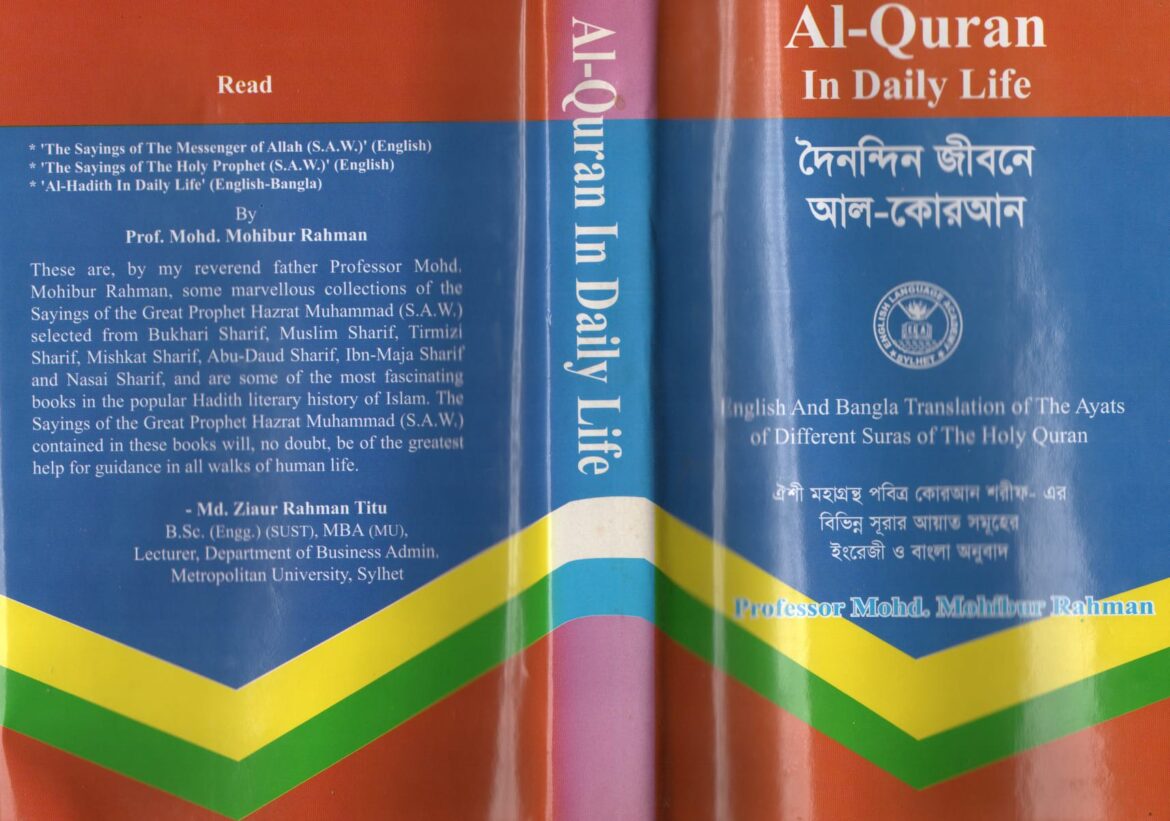 Read
* 'The Sayings of The Messenger of Allah (S.A.W.)' (English)
* 'The Sayings of The Holy Prophet (S.A.W.)' (English)
* 'Al-Hadith In Daily Life' (English-Bangla)
By
Prof. Mohd. Mohibur Rahman
These are, by my reverend father Professor Mohd.
Mohibur Rahman, some marvellous collections of the
Sayings of the Great Prophet Hazrat Muhammad (S.A.W.)
selected from Bukhari Sharif, Muslim Sharif, Tirmizi
Sharif, Mishkat Sharif, Abu-Daud Sharif, Ibn-Maja Sharif
and Nasai Sharif, and are some of the most fascinating
books in the popular Hadith literary history of Islam. The
Sayings of the Great Prophet Hazrat Muhammad (S.A.W.)
contained in these books will, no doubt, be of the greatest
help for guidance in all walks of human life.
- Md. Ziaur Rahman Titu
B.Sc. (Engg.) (SUST), MBA (MU),
Lecturer, Department of Business Admin.
Metropolitan University, Sylhet
Al-Quran In Daily Life
Al-Quran
In Daily Life
দৈনন্দিন জীবনে
আল-কোরআন
ENGLISH LANGUAGE ACADEMY
ELA
* SYLHET *
English And Bangla Translation of The Ayats
of Different Suras of The Holy Quran
ঐশী মহাগ্রন্থ পবিত্র কোরআন শরীফ- এর
বিভিন্ন সূরার আয়াত সমূহের
ইংরেজী ও বাংলা অনুবাদ
Professor Mohd. Mohibur Rahman